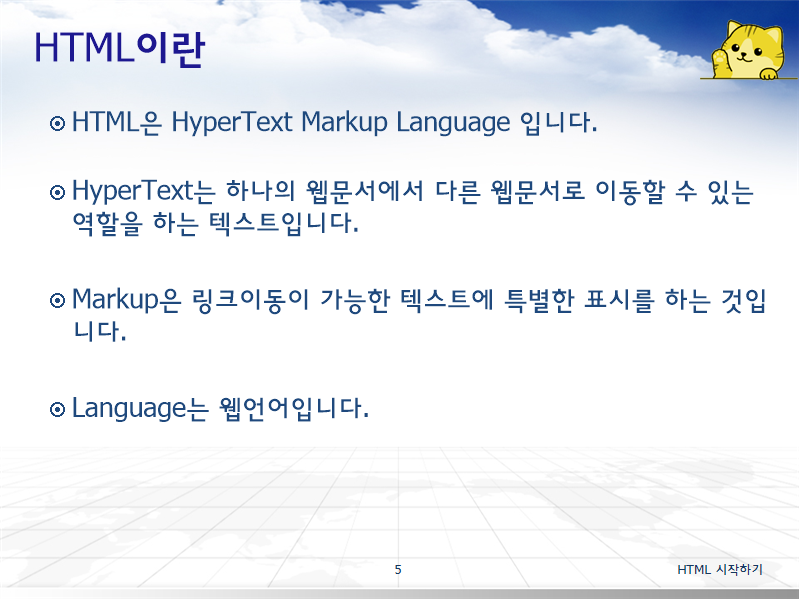 HTML이란
HTML은 HyperText Markup Language 입니다.
HyperText는 하나의 웹문서에서 다른 웹문서로 이동할 수 있는
역할을 하는 텍스트입니다.
Markup은 링크이동이 가능한 텍스트에 특별한 표시를 하는 것입
니다.
Language는 웹언어입니다.
5
HTML 시작하기